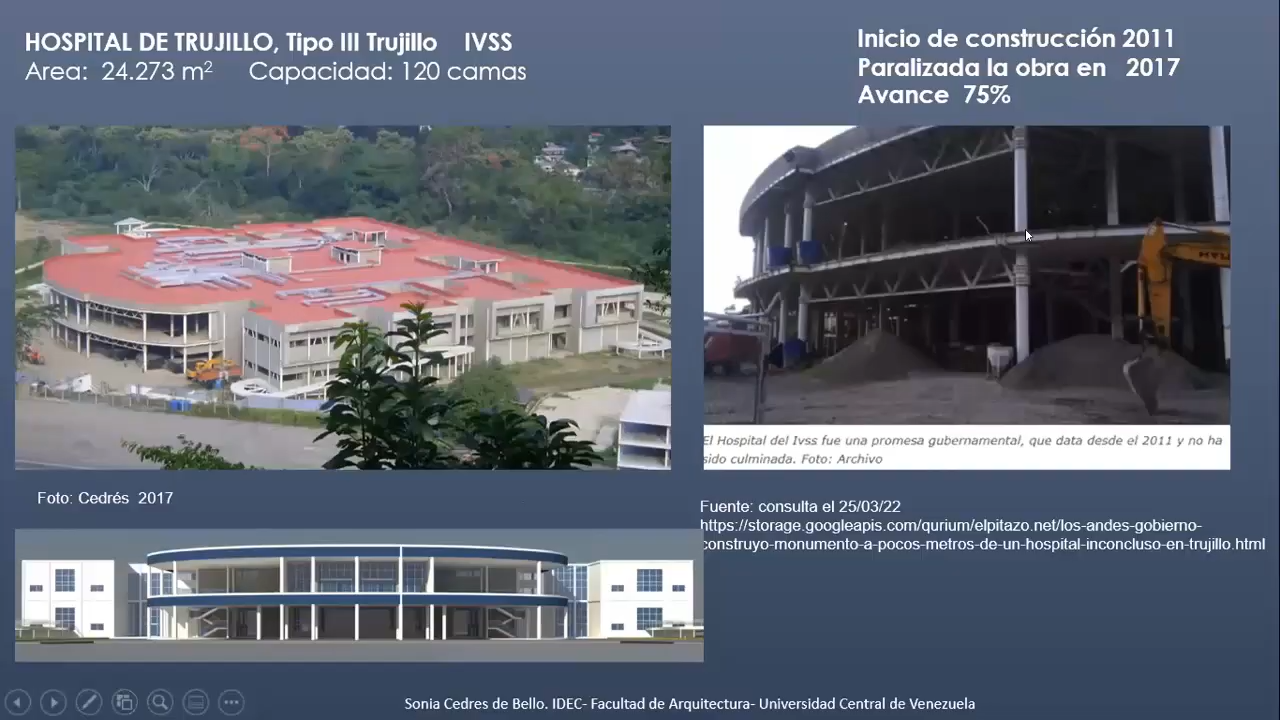 HOSPITAL DE TRUJILLO, Tipo III Trujillo IVSS
Area: 24.273 m² Capacidad: 120 camas
Inicio de construcción 2011
Paralizada la obra en 2017
Avance 75%
El Hospital del Ivss fue una promesa gubernamental, que data desde el 2011 y no ha
sido culminada. Foto: Archivo
Foto: Cedrés 2017
Fuente: consulta el 25/03/22
https://storage.googleapis.com/qurium/elpitazo.net/los-andes-gobierno-
construyo-monumento-a-pocos-metros-de-un-hospital-inconcluso-en-trujillo.html
Sonia Cedres de Bello. IDEC- Facultad de Arquitectura- Universidad Central de Venezuela